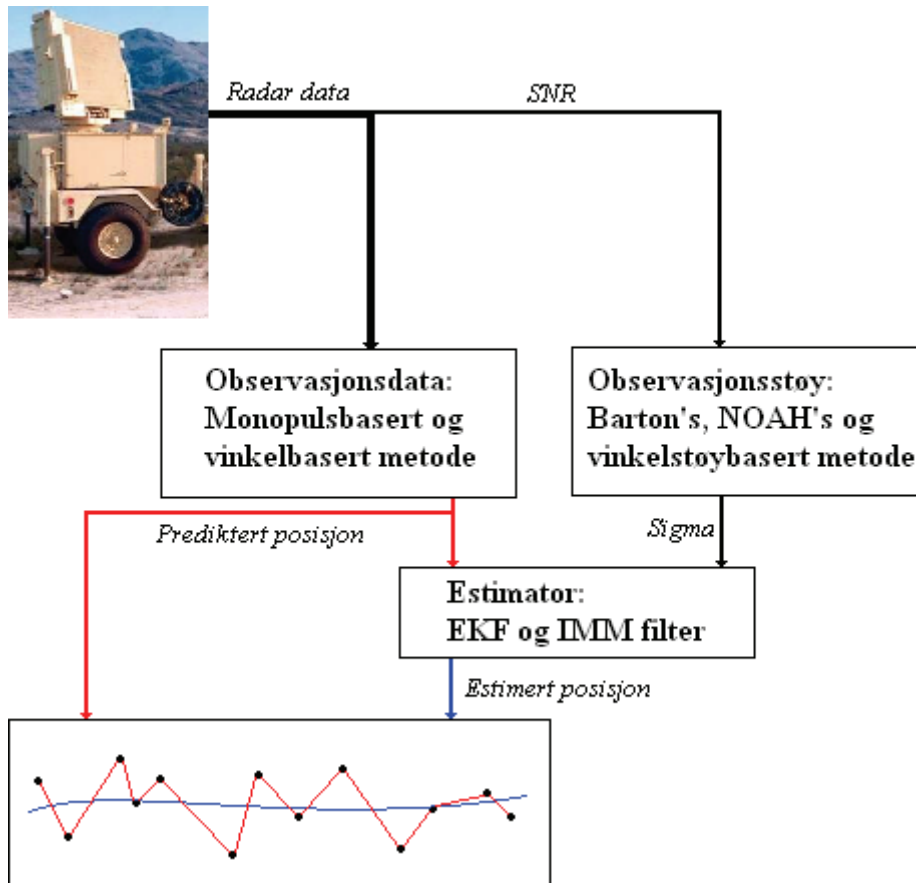 Radar data
SNR
Observasjonsdata:
Monopulsbasert og
vinkelbasert metode
Observasjonsstøy:
Barton's, NOAH's og
vinkelstøybasert metode
Prediktert posisjon
Sigma
Estimator:
EKF og IMM filter
Estimert posisjon